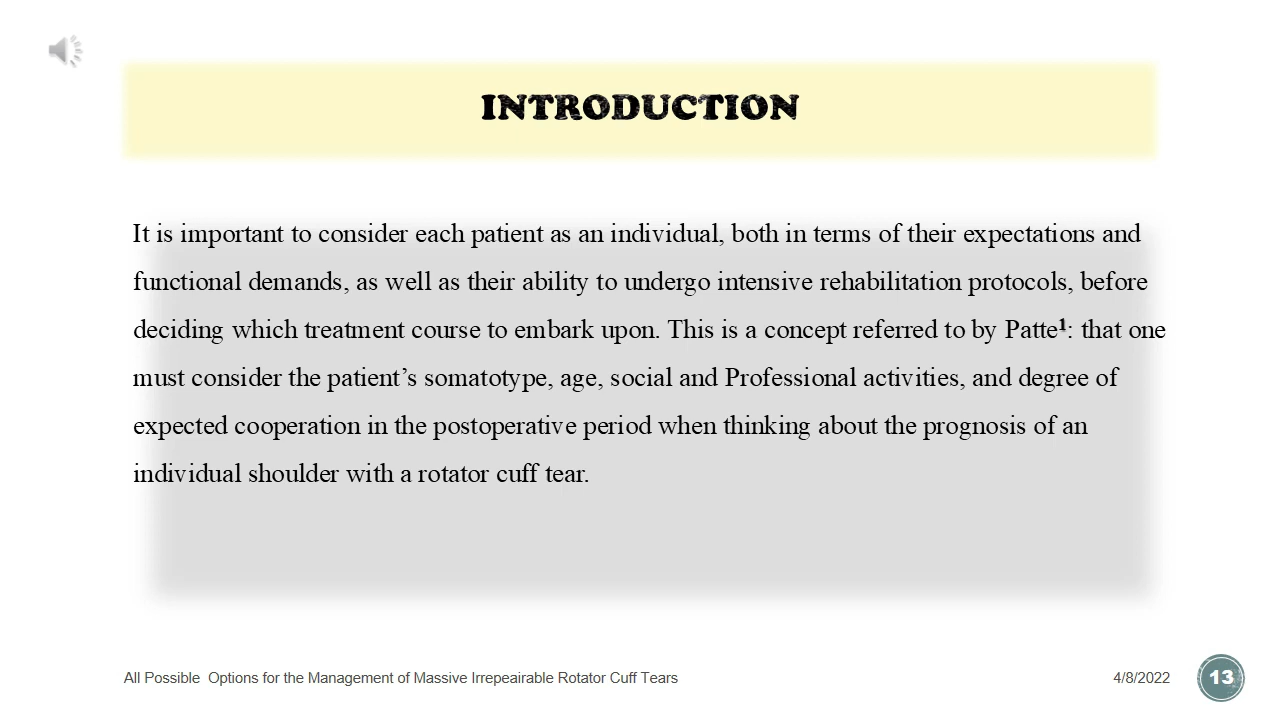 INTRODUCTION
It is important to consider each patient as an individual, both in terms of their expectations and
functional demands, as well as their ability to undergo intensive rehabilitation protocols, before
deciding which treatment course to embark upon. This is a concept referred to by Patte¹: that one
must consider the patient’s somatotype, age, social and Professional activities, and degree of
expected cooperation in the postoperative period when thinking about the prognosis of an
individual shoulder with a rotator cuff tear.
All Possible  Options for the Management of Massive Irrepeairable Rotator Cuff Tears
4/8/2022
13